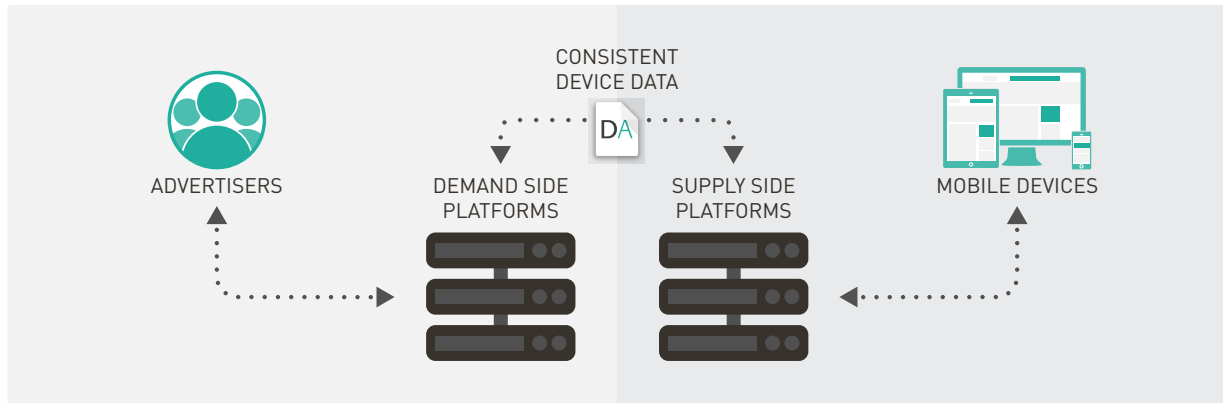 CONSISTENT
DEVICE DATA
DA
ADVERTISERS
DEMAND SIDE
PLATFORMS
SUPPLY SIDE
PLATFORMS
MOBILE DEVICES